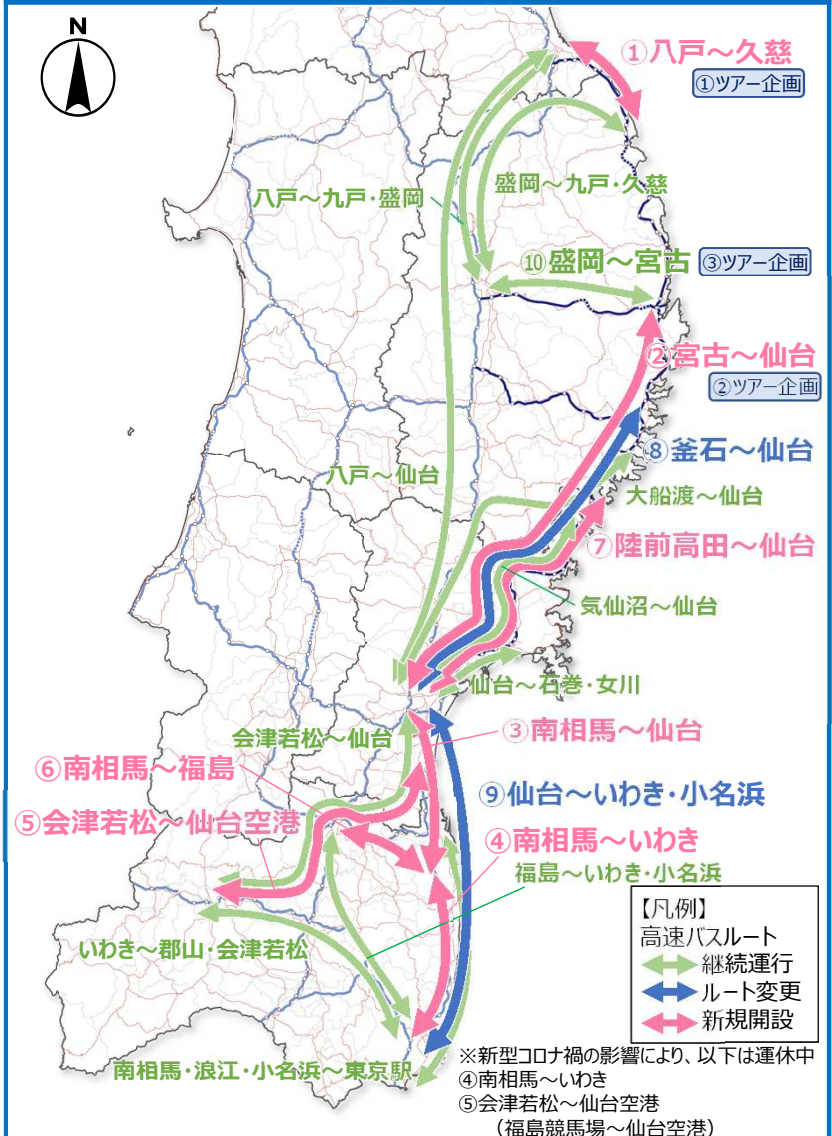 N
①八戸～久慈
①ツアー企画
八戸～九戸・盛岡
盛岡～九戸・久慈
⑩盛岡～宮古
③ツアー企画
②宮古～仙台
②ツアー企画
⑧釜石～仙台
八戸～仙台
大船渡～仙台
⑦陸前高田～仙台
気仙沼～仙台
仙台～石巻・女川
会津若松～仙台
③南相馬～仙台
⑥南相馬～福島
⑨仙台～いわき・小名浜
⑤会津若松～仙台空港
④南相馬～いわき
福島～いわき・小名浜
いわき～郡山・会津若松
南相馬・浪江・小名浜～東京駅
【凡例】
高速バスルート
継続運行
ルート変更
新規開設
※新型コロナ禍の影響により、以下は運休中
④南相馬～いわき
⑤会津若松～仙台空港
（福島競馬場～仙台空港）